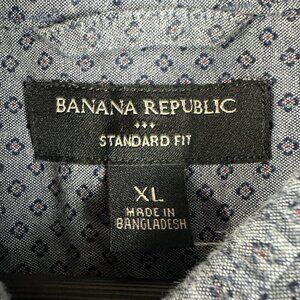 BANANA REPUBLIC
STANDARD FIT
XL
MADE IN
BANGLADESH